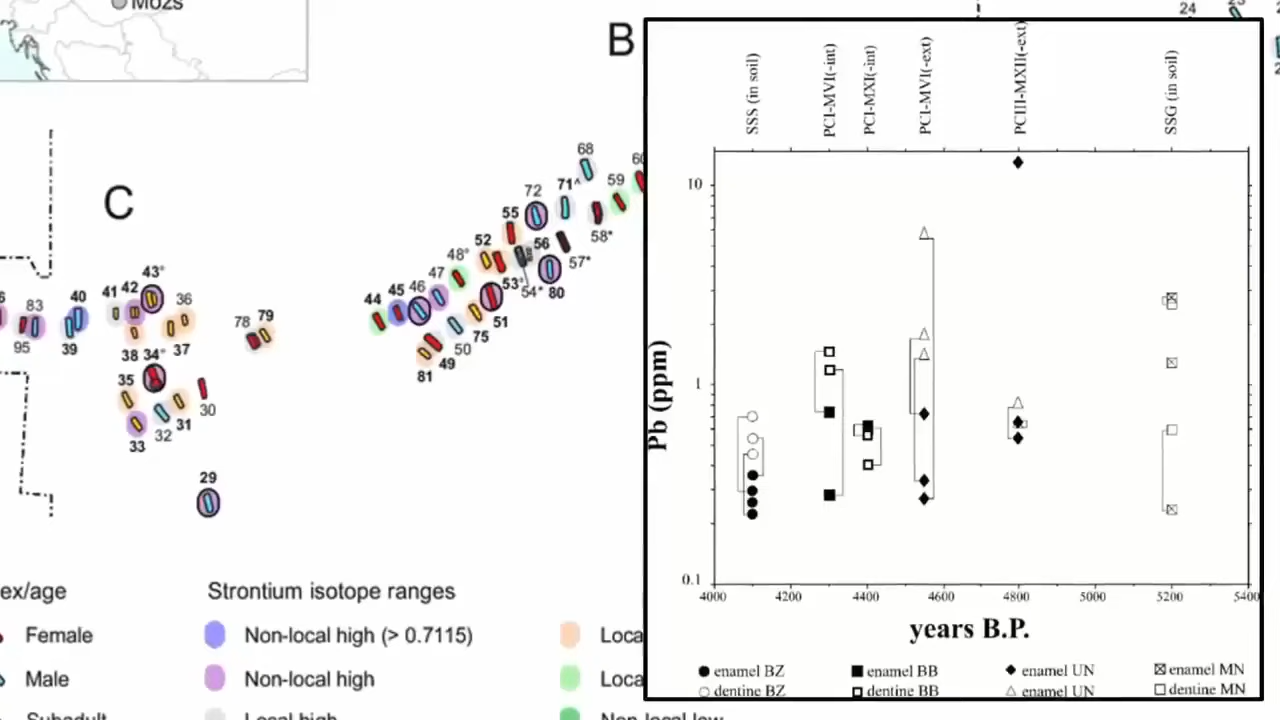 Mözs
B
C
24
23
68
60
72
71^
59
55
58*
52
56
57*
48°
47
53°
54*
80
46
45
44
51
75
50
49
81
43°
41
42
36
40
83
95
39
38
37
34°
35
30
31
32
33
78
79
29
ex/age
Female
Male
Subadult
Strontium isotope ranges
Non-local high (> 0.7115)
Non-local high
Local high
Loca
Loca
Non-local low
SSS (in soil)
PCI-MVI(-int)
PCI-MXI(-int)
PCI-MVI(-ext)
PCIII-MXII(-ext)
SSG (in soil)
Pb (ppm)
10
1
0.1
4000 4200 4400 4600 4800 5000 5200 5400
years B.P.
enamel BZ enamel BB enamel UN enamel MN
dentine BZ dentine BB enamel UN dentine MN